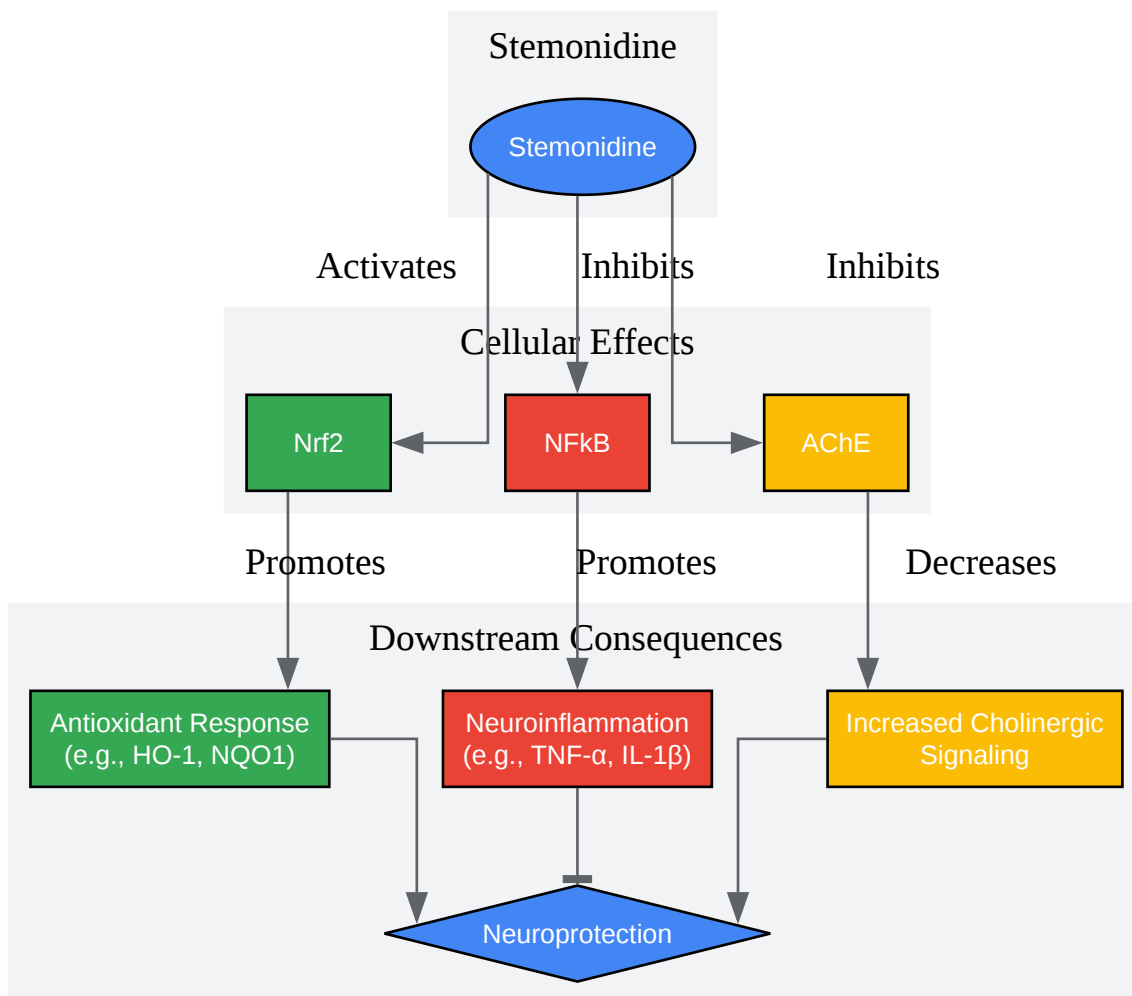 Stemonidine
Stemonidine
Activates
Inhibits
Inhibits
Cellular Effects
Nrf2
NFkB
AChE
Promotes
Promotes
Decreases
Downstream Consequences
Antioxidant Response
(e.g., HO-1, NQO1)
Neuroinflammation
(e.g., TNF-α, IL-1β)
Increased Cholinergic
Signaling
Neuroprotection